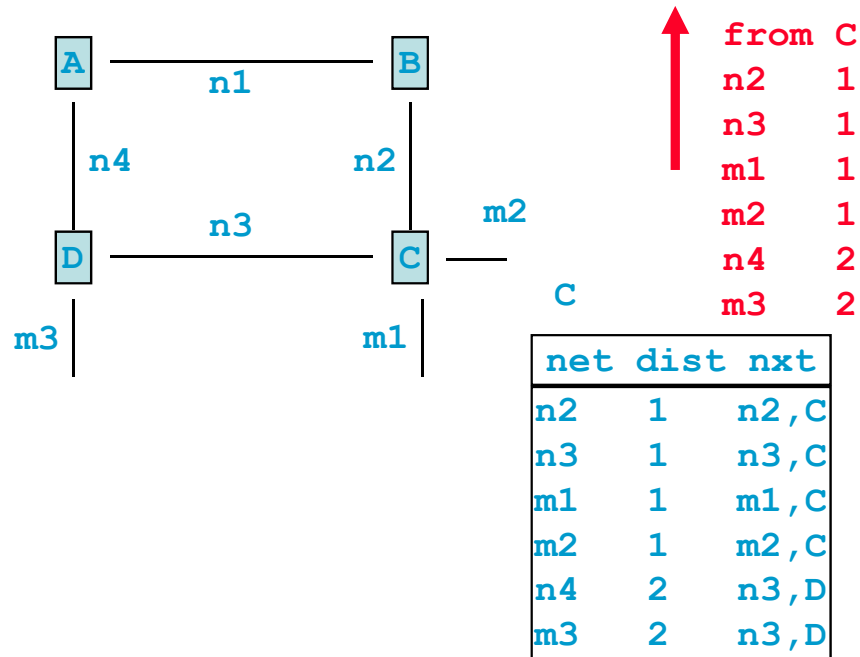 A
n1
B
n4
n2
D
n3
C
m2
m3
m1
from C
n2 1
n3 1
m1 1
m2 1
n4 2
m3 2
C
net dist nxt
n2 1 n2,C
n3 1 n3,C
m1 1 m1,C
m2 1 m2,C
n4 2 n3,D
m3 2 n3,D